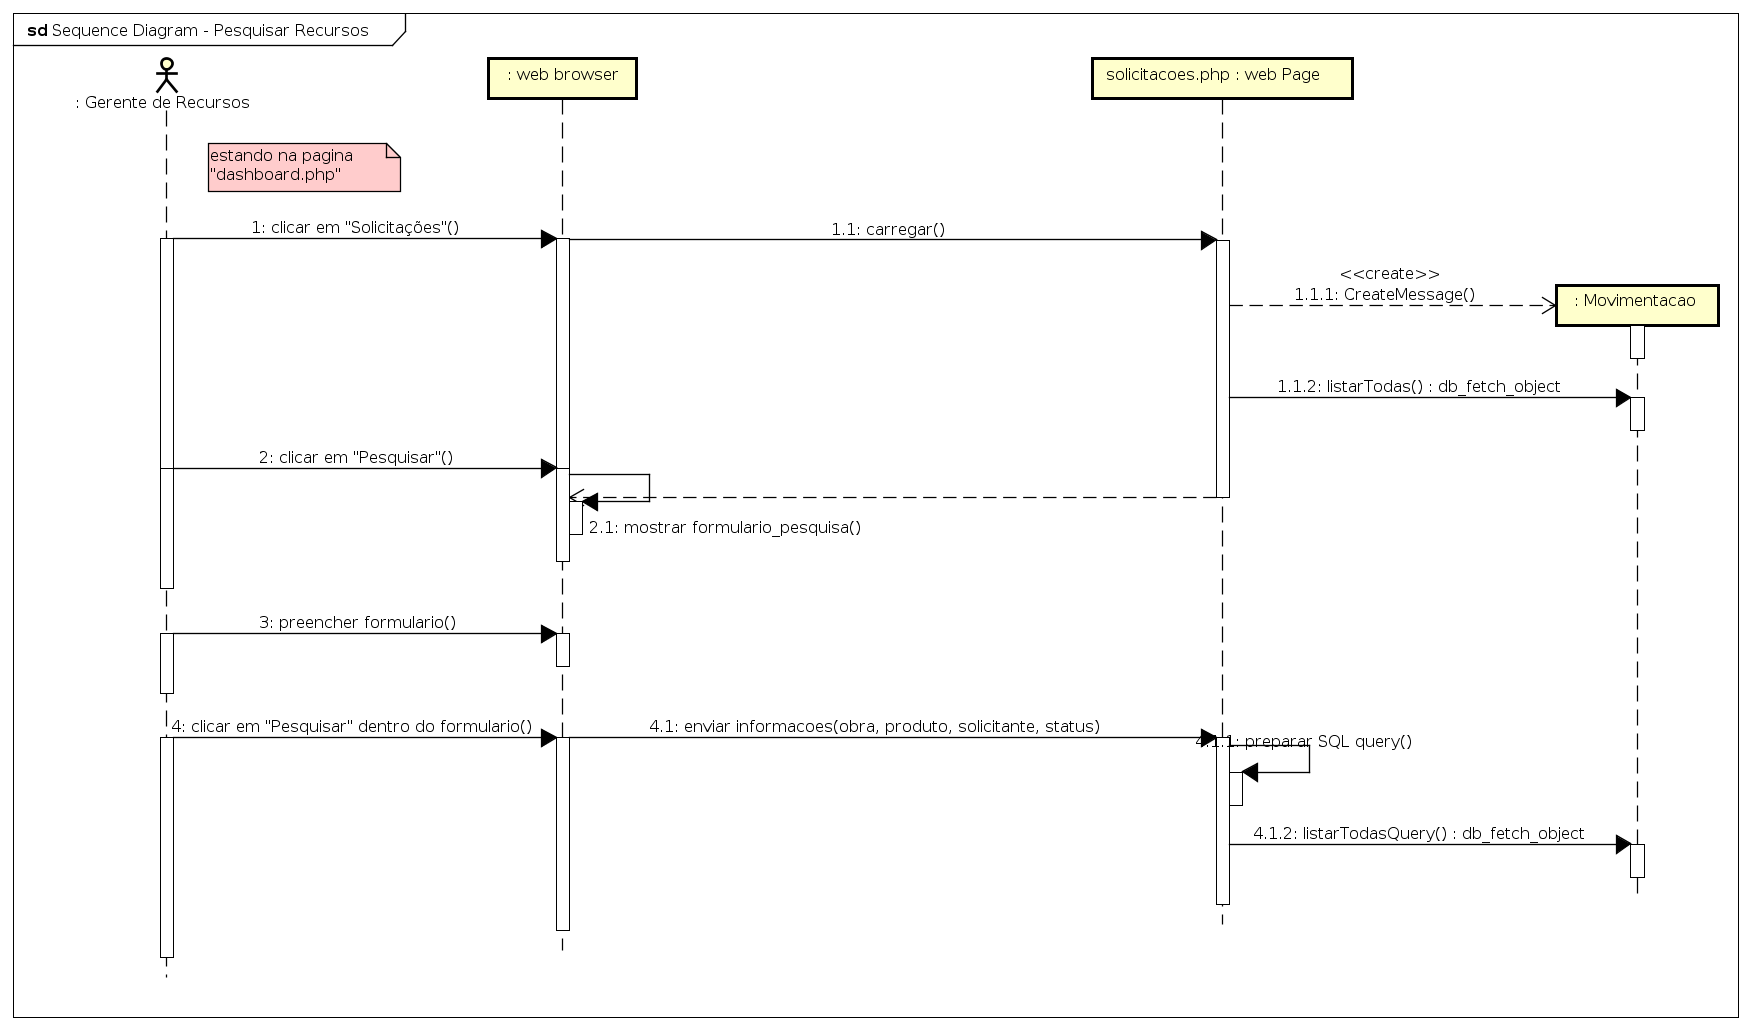 sd Sequence Diagram - Pesquisar Recursos
: Gerente de Recursos
: web browser
solicitacoes.php : web Page
estando na pagina
"dashboard.php"
1: clicar em "Solicitações"()
1.1: carregar()
<<create>>
1.1.1: CreateMessage()
: Movimentacao
1.1.2: listarTodas() : db_fetch_object
2: clicar em "Pesquisar"()
2.1: mostrar formulario_pesquisa()
3: preencher formulario()
4: clicar em "Pesquisar" dentro do formulario()
4.1: enviar informacoes(obra, produto, solicitante, status)
4.1.1: preparar SQL query()
4.1.2: listarTodasQuery() : db_fetch_object